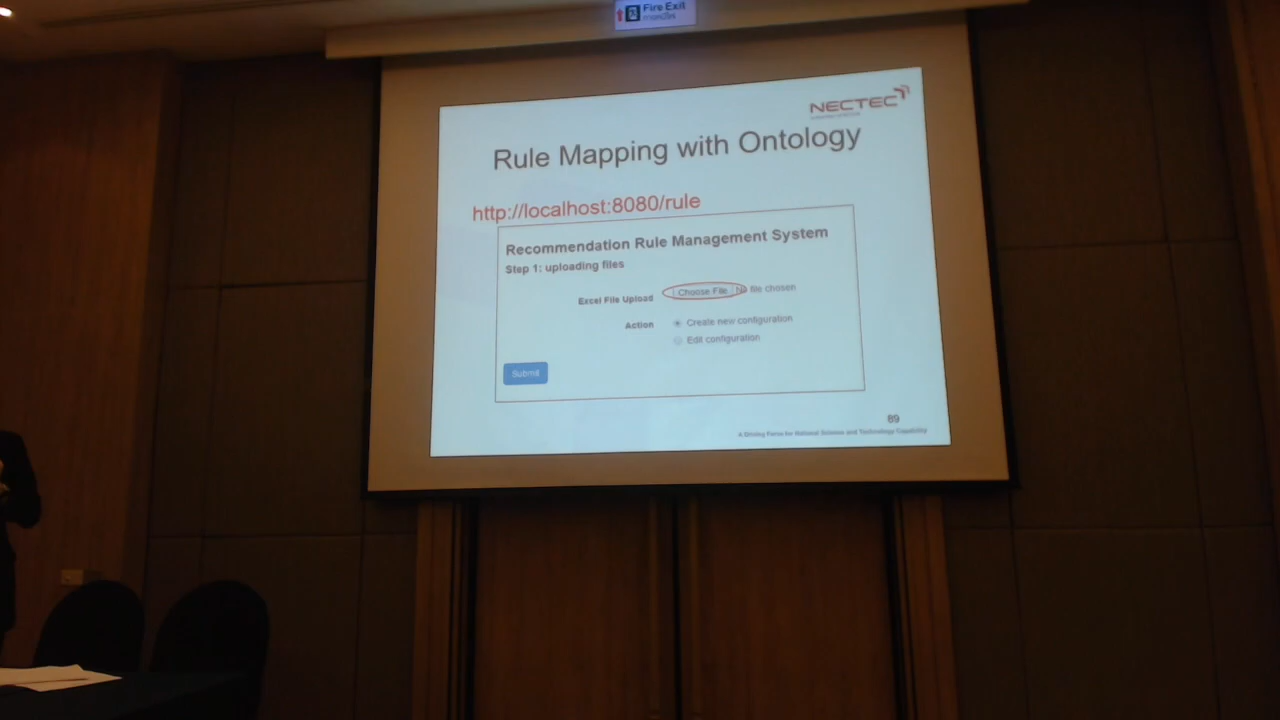 Fire Exit
NECTEC
Rule Mapping with Ontology
http://localhost:8080/rule
Recommendation Rule Management System
Step 1: uploading files
Excel File Upload Choose File No file chosen
Action Create new configuration
Edit configuration
Submit
89
A Driving Force for National Science and Technology Capability